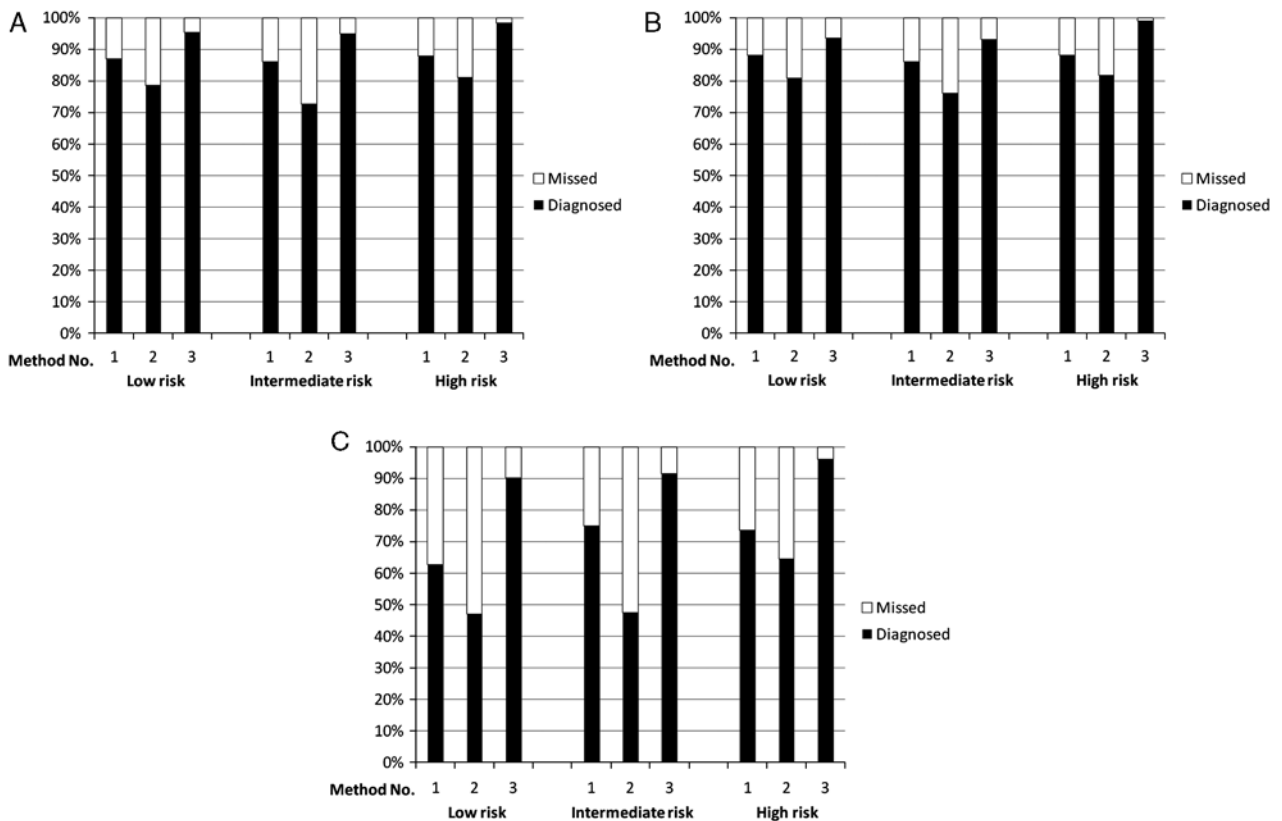 A
100%
90%
80%
70%
60%
50%
40%
30%
20%
10%
0%
Method No. 1 2 3 1 2 3 1 2 3
Low risk Intermediate risk High risk
Missed
Diagnosed
B
100%
90%
80%
70%
60%
50%
40%
30%
20%
10%
0%
Method No. 1 2 3 1 2 3 1 2 3
Low risk Intermediate risk High risk
Missed
Diagnosed
C
100%
90%
80%
70%
60%
50%
40%
30%
20%
10%
0%
Method No. 1 2 3 1 2 3 1 2 3
Low risk Intermediate risk High risk
Missed
Diagnosed